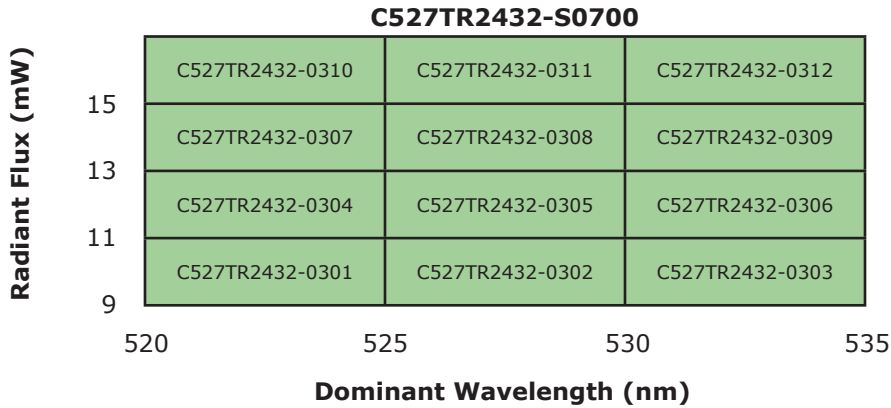 C527TR2432-S0700
Radiant Flux (mW)
C527TR2432-0310 C527TR2432-0311 C527TR2432-0312
15
C527TR2432-0307 C527TR2432-0308 C527TR2432-0309
13
C527TR2432-0304 C527TR2432-0305 C527TR2432-0306
11
C527TR2432-0301 C527TR2432-0302 C527TR2432-0303
9
520 525 530 535
Dominant Wavelength (nm)